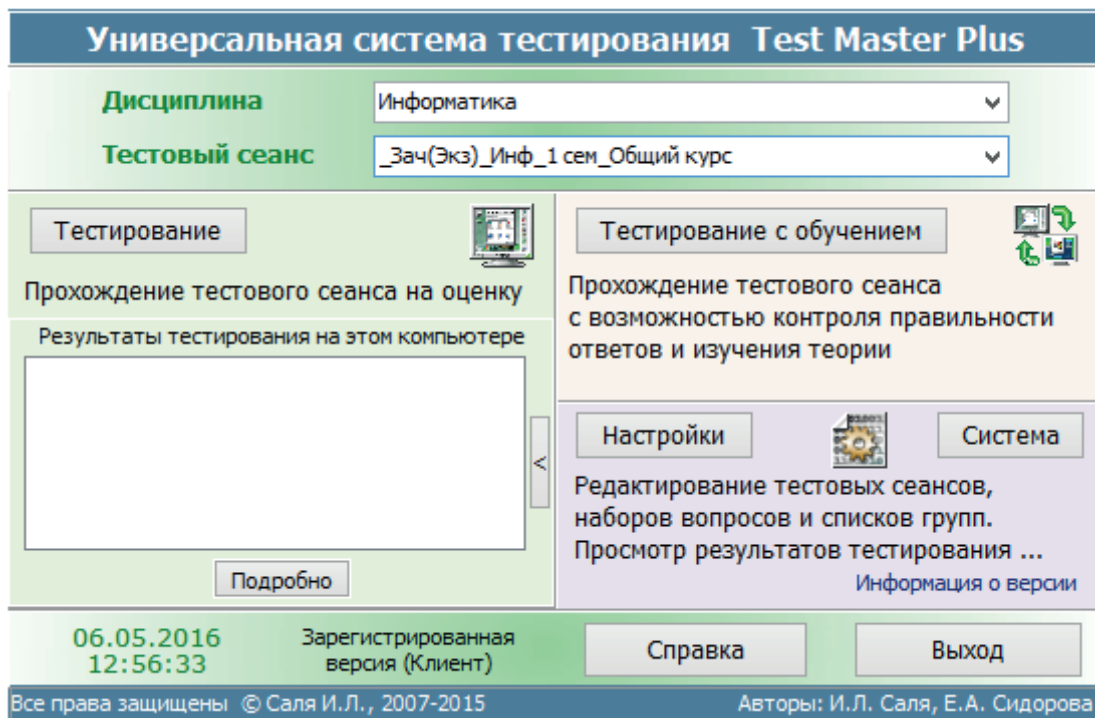 Универсальная система тестирования Test Master Plus
Дисциплина
Информатика
Тестовый сеанс
_Зач(Экз)_Инф_1 сем_Общий курс
Тестирование
Прохождение тестового сеанса на оценку
Результаты тестирования на этом компьютере
<
Подробно
Тестирование с обучением
Прохождение тестового сеанса
с возможностью контроля правильности
ответов и изучения теории
Настройки
Система
Редактирование тестовых сеансов,
наборов вопросов и списков групп.
Просмотр результатов тестирования ...
Информация о версии
06.05.2016
12:56:33
Зарегистрированная
версия (Клиент)
Справка
Выход
Все права защищены © Саля И.Л., 2007-2015
Авторы: И.Л. Саля, Е.А. Сидорова